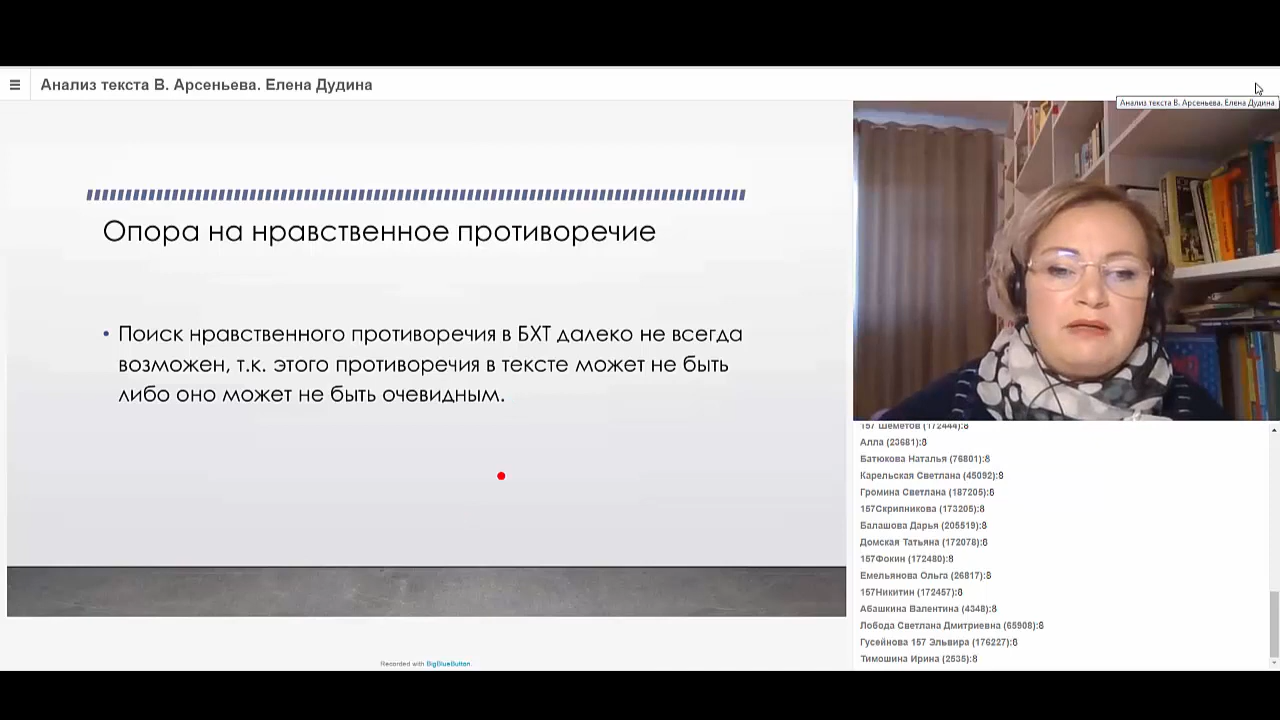 Анализ текста В. Арсеньева. Елена Дудина
Анализ текста В. Арсеньева. Елена Дудина
Опора на нравственное противоречие
• Поиск нравственного противоречия в БХТ далеко не всегда
возможен, т.к. этого противоречия в тексте может не быть
либо оно может не быть очевидным.
157 Шеметов (172444):8
Алла (23681):8
Батюкова Наталья (76801):8
Карельская Светлана (45092):8
Громина Светлана (187205):8
157Скрипникова (173205):8
Балашова Дарья (205519):8
Домская Татьяна (172078):8
157Фокин (172480):8
Емельянова Ольга (26817):8
157Никитин (172457):8
Абашкина Валентина (4348):8
Лобода Светлана Дмитриевна (65908):8
Гусейнова 157 Эльвира (176227):8
Тимошина Ирина (2535):8
Recorded with BigBlueButton.